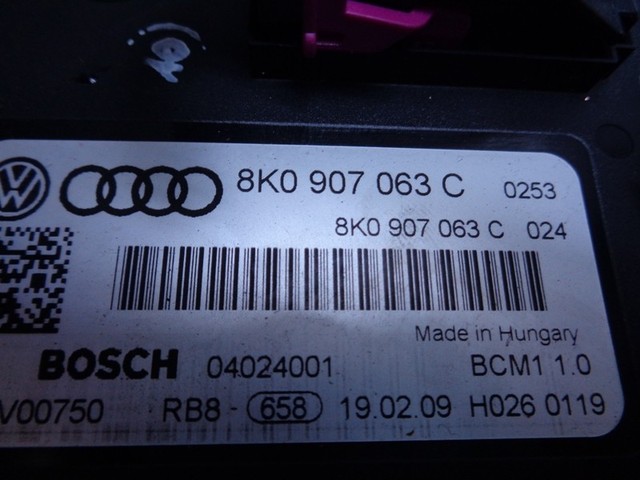 8K0 907 063 C 0253
8K0 907 063 C 024
Made in Hungary
BOSCH 04024001 BCM1 1.0
V00750 RB8 - 658 19.02.09 H026 0119